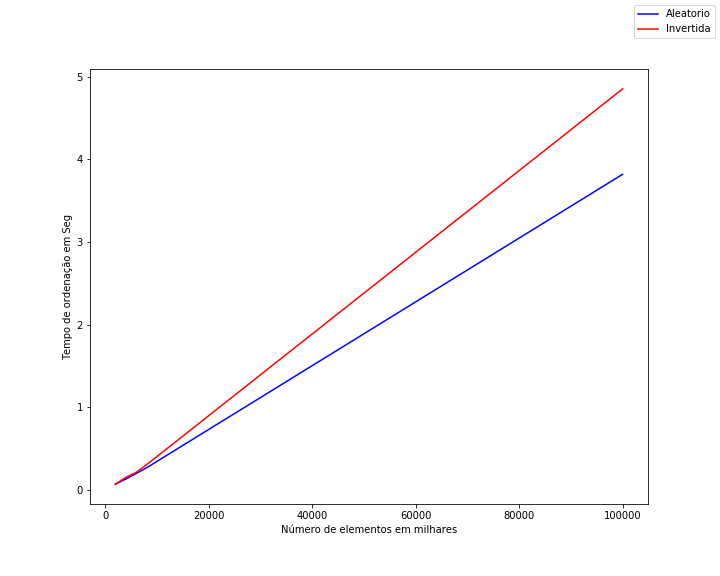 Aleatorio
Invertida
5
4
3
2
1
0
Tempo de ordenação em Seg
0 20000 40000 60000 80000 100000
Número de elementos em milhares